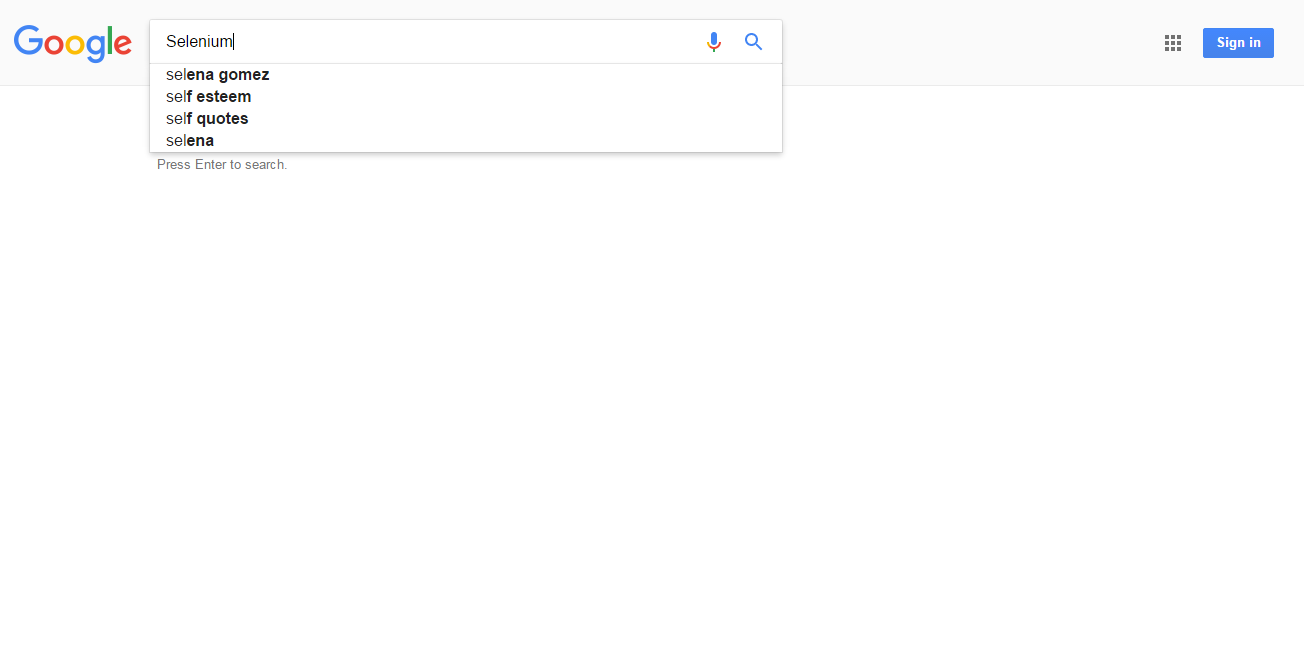 Google
Selenium
Sign in
selena gomez
self esteem
self quotes
selena
Press Enter to search.